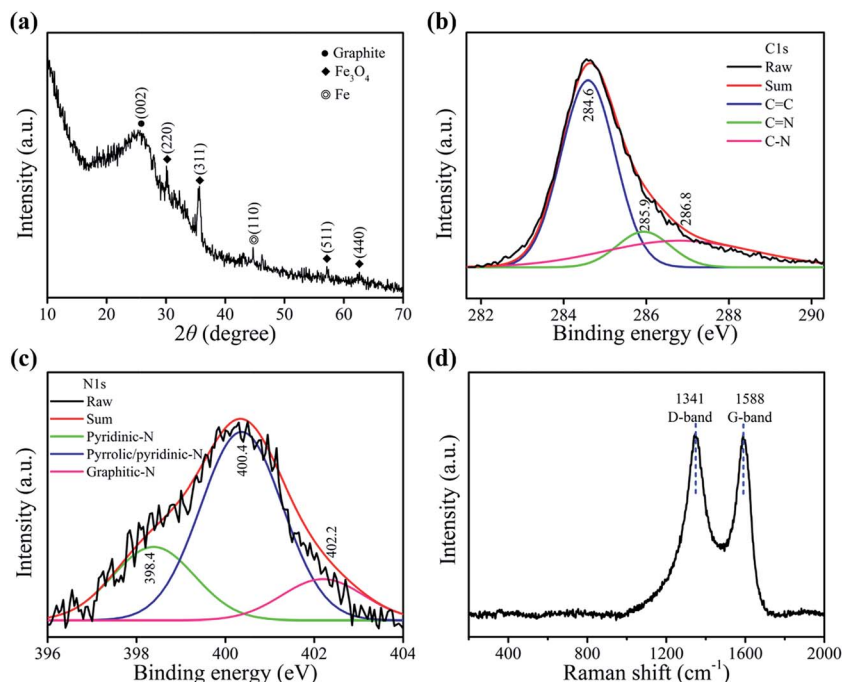 (a)
Intensity (a.u.)
● Graphite
◆ Fe₃O₄
◎ Fe
(002)
(220)
(311)
(110)
(511)
(440)
10 20 30 40 50 60 70
2θ (degree)
(b)
Intensity (a.u.)
C1s
Raw
Sum
C=C
C=N
C-N
284.6
285.9
286.8
282 284 286 288 290
Binding energy (eV)
(c)
Intensity (a.u.)
N1s
Raw
Sum
Pyridinic-N
Pyrrolic/pyridinic-N
Graphitic-N
398.4
400.4
402.2
396 398 400 402 404
Binding energy (eV)
(d)
Intensity (a.u.)
1341 1588
D-band G-band
400 800 1200 1600 2000
Raman shift (cm⁻¹)